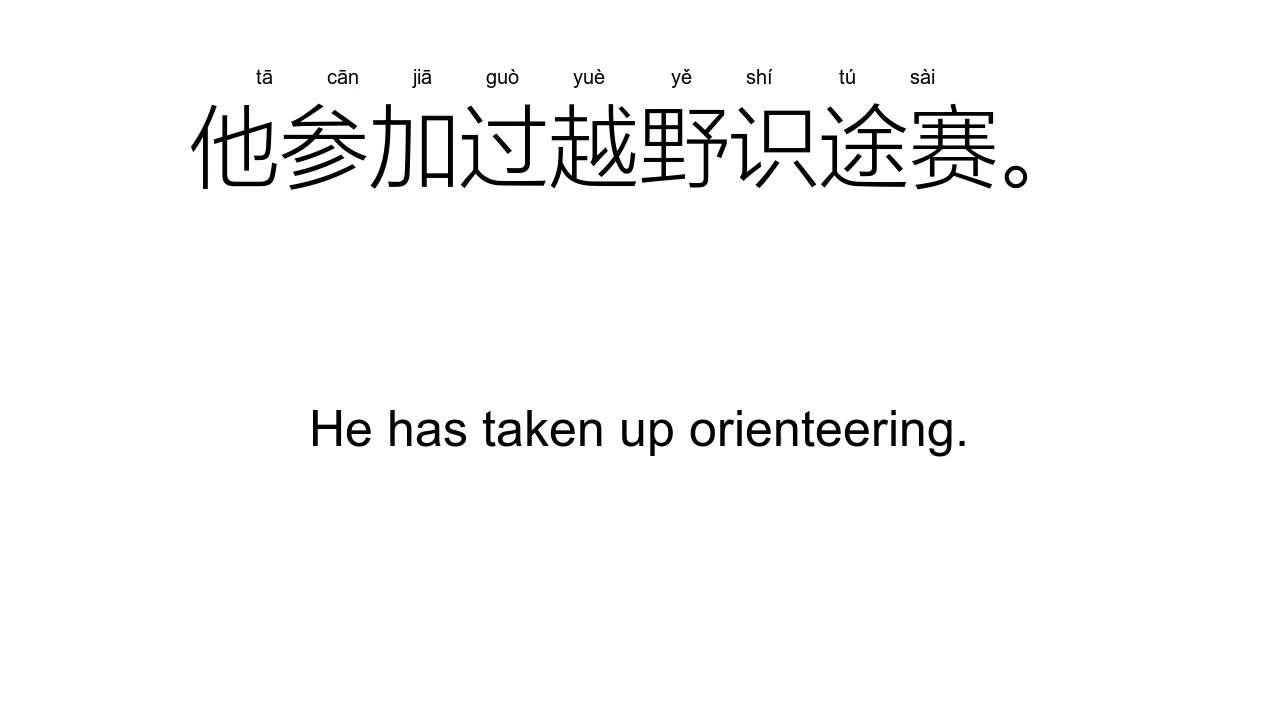 tā cān jiā guò yuè yě shí tú sài
他参加过越野识途赛。
He has taken up orienteering.